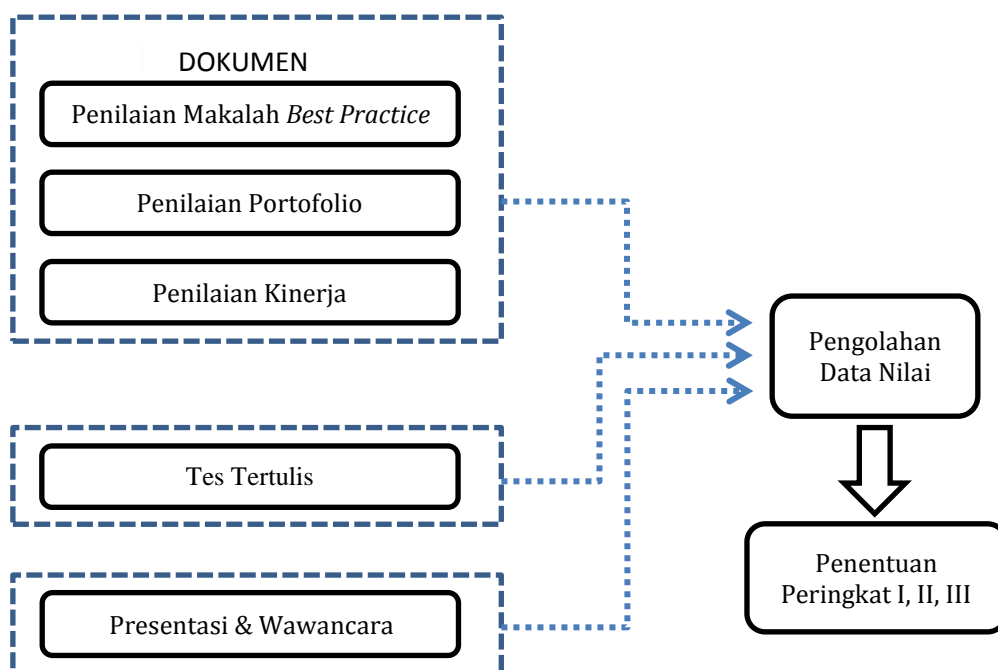 DOKUMEN
Penilaian Makalah Best Practice
Penilaian Portofolio
Penilaian Kinerja
Pengolahan
Data Nilai
Tes Tertulis
Penentuan
Peringkat I, II, III
Presentasi & Wawancara